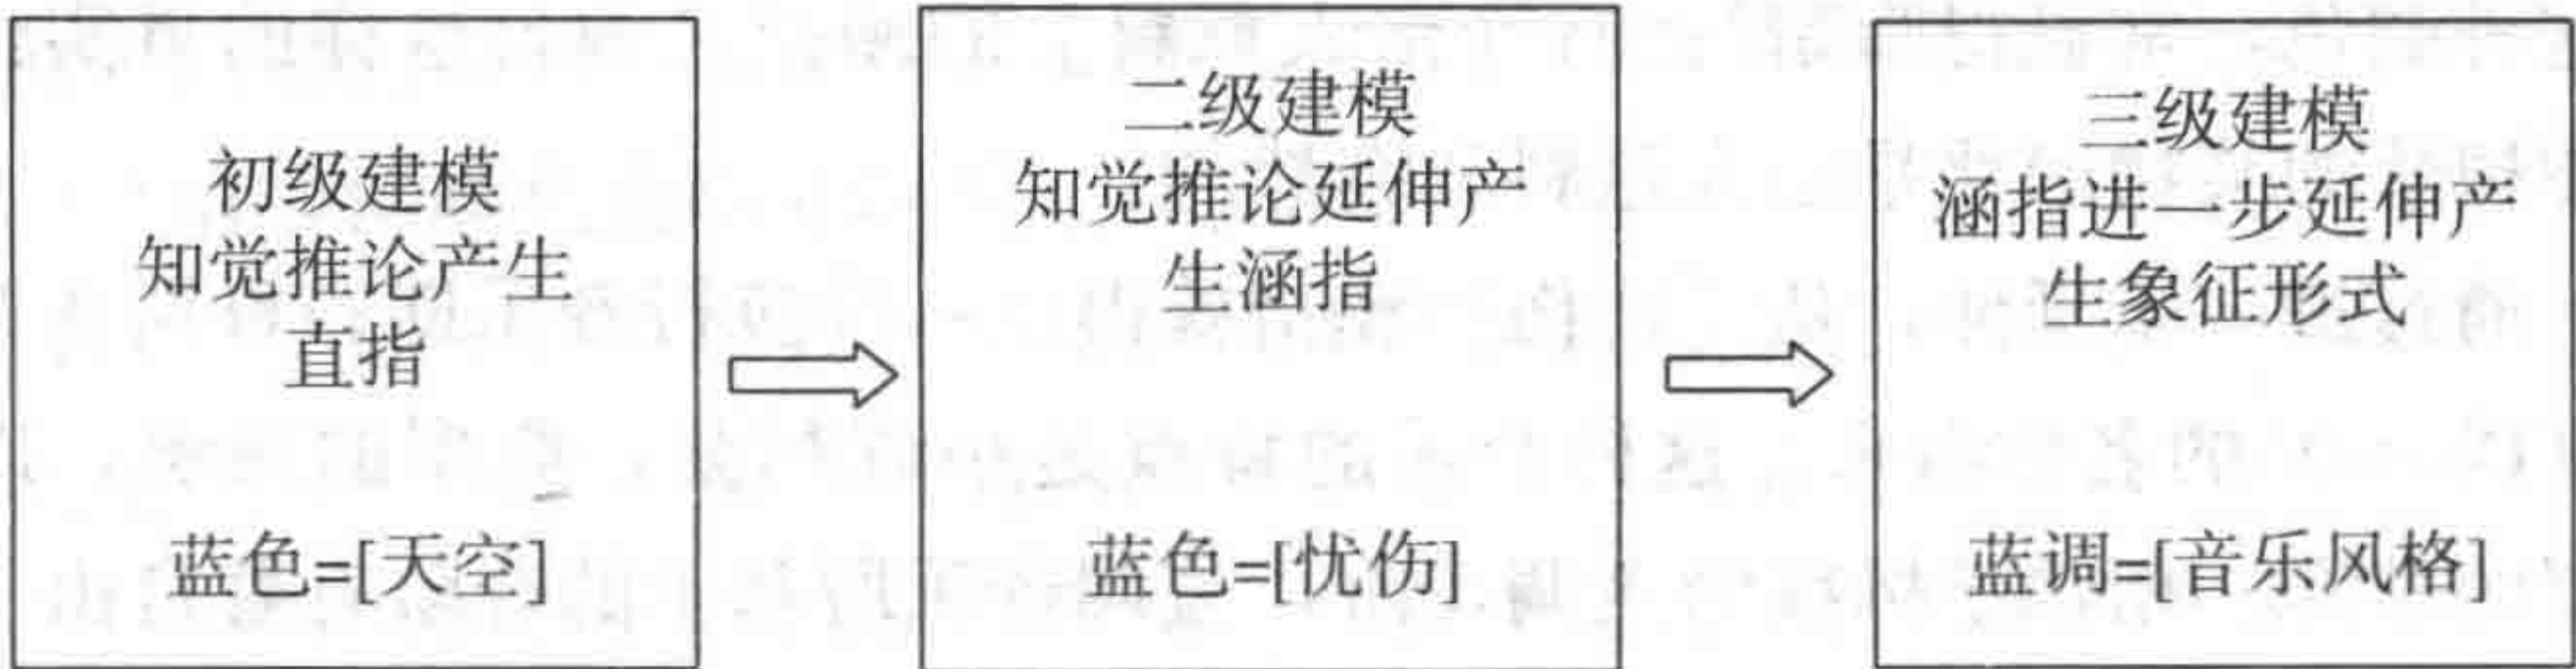 初级建模
知觉推论产生
直指
蓝色=[天空]
二级建模
知觉推论延伸产
生涵指
蓝色=[忧伤]
三级建模
涵指进一步延伸产
生象征形式
蓝调=[音乐风格]